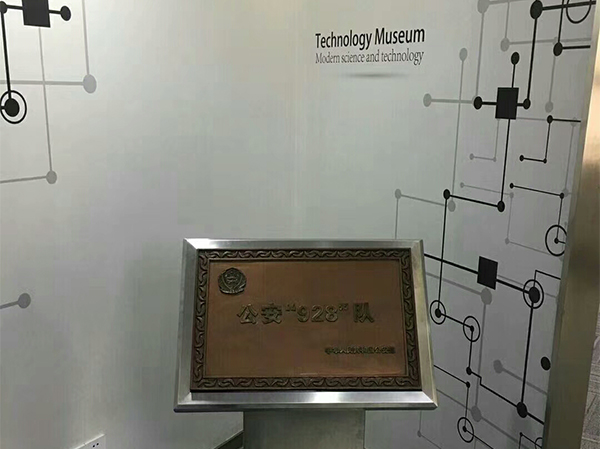 Technology Museum
Modern science and technology
公安“928”队